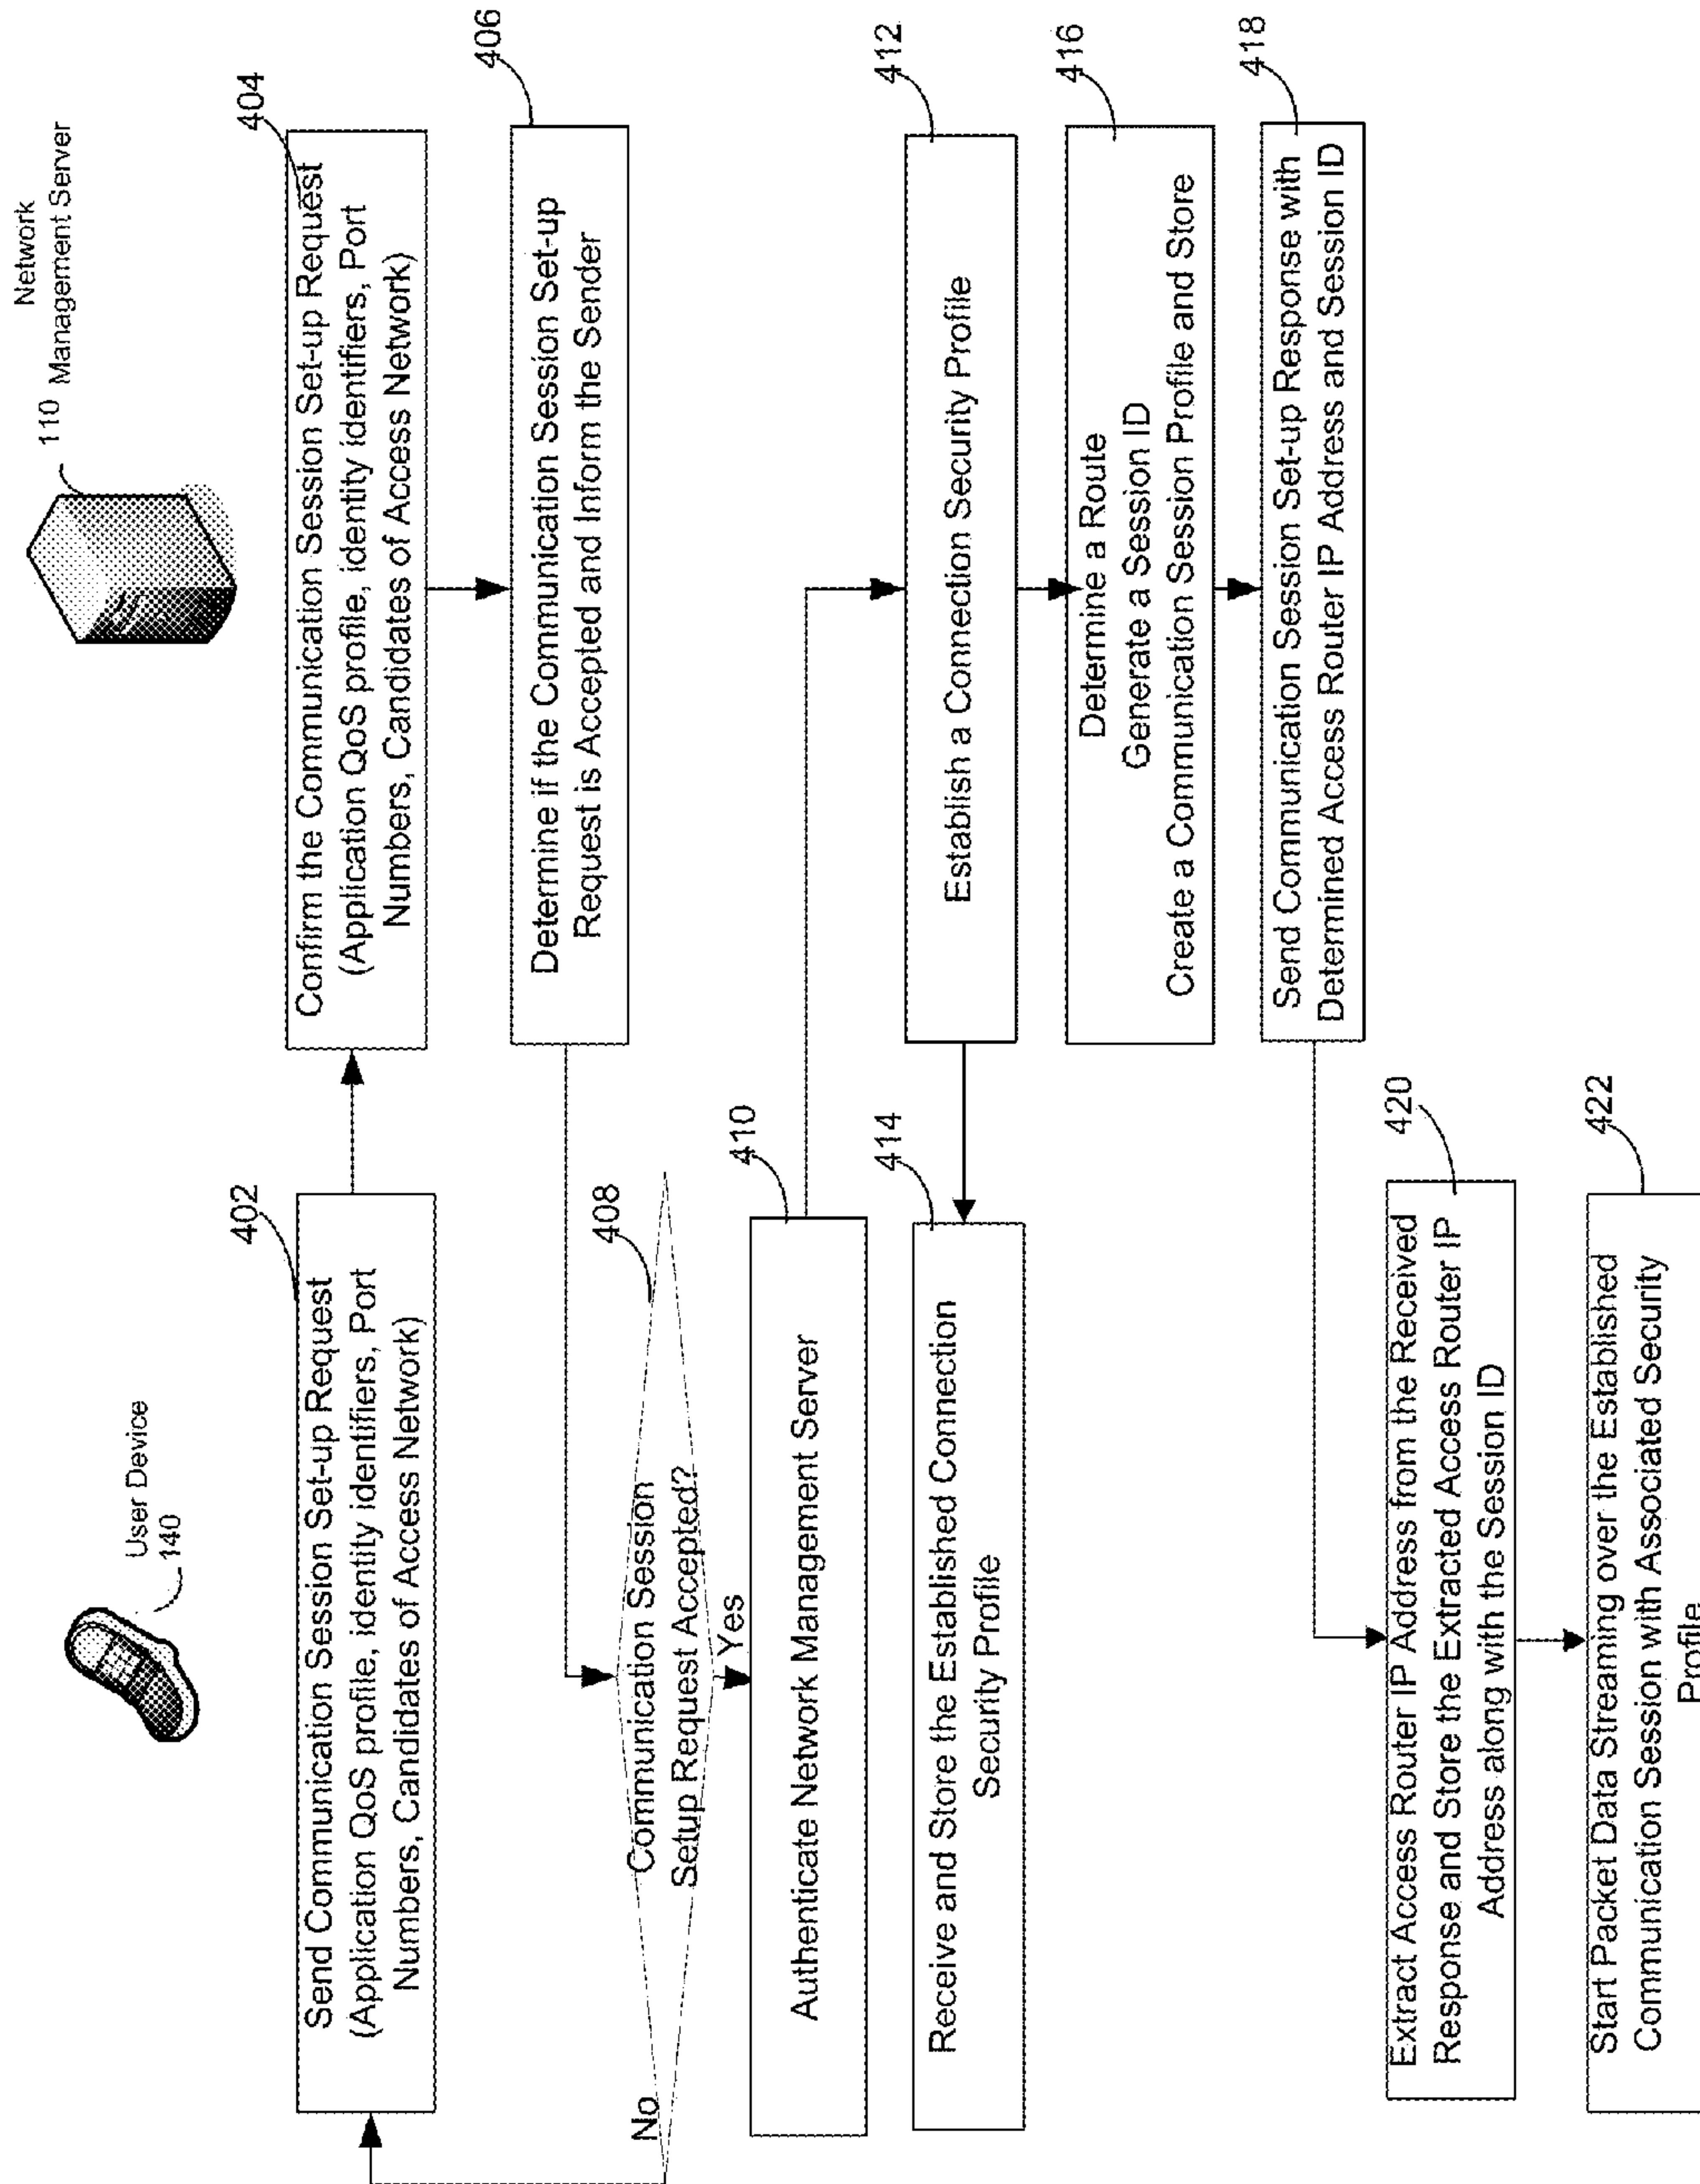 User Device
140
Network
110 Management Server
402
Send Communication Session Set-up Request
(Application QoS profile, identity identifiers, Port
Numbers, Candidates of Access Network)
404
Confirm the Communication Session Set-up Request
(Application QoS profile, identity identifiers, Port
Numbers, Candidates of Access Network)
406
Determine if the Communication Session Set-up
Request is Accepted and Inform the Sender
408
No
Communication Session
Setup Request Accepted?
Yes
410
Authenticate Network Management Server
412
Establish a Connection Security Profile
414
Receive and Store the Established Connection
Security Profile
416
Determine a Route
Generate a Session ID
Create a Communication Session Profile and Store
418
Send Communication Session Set-up Response with
Determined Access Router IP Address and Session ID
420
Extract Access Router IP Address from the Received
Response and Store the Extracted Access Router IP
Address along with the Session ID
422
Start Packet Data Streaming over the Established
Communication Session with Associated Security
Profile